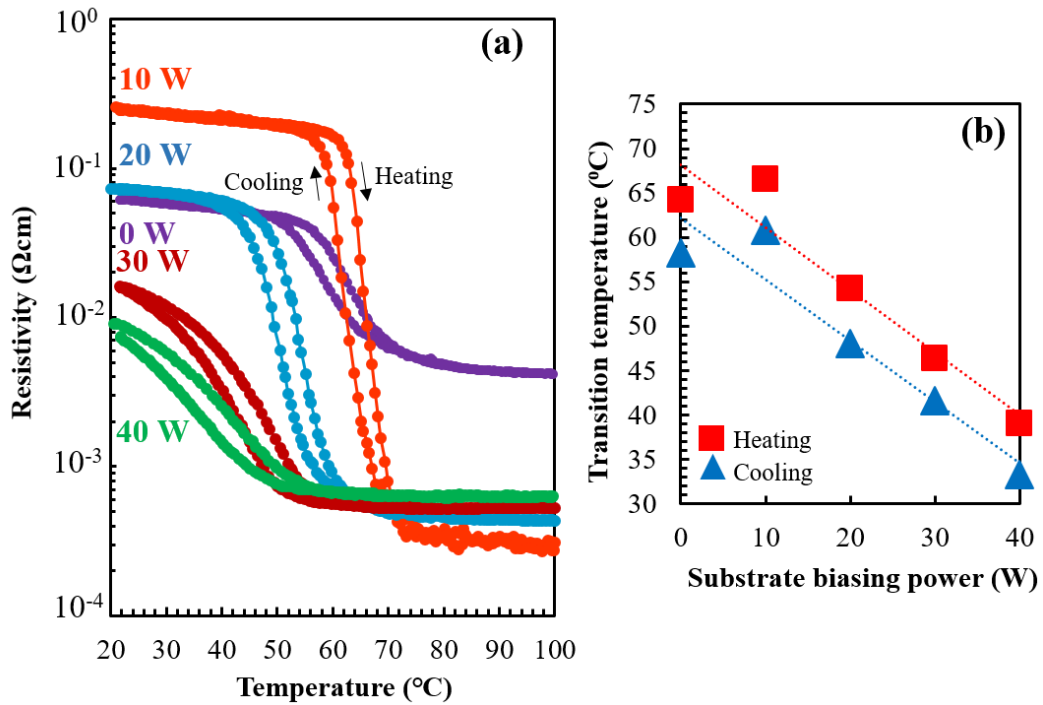 (a)
10⁰
10⁻¹
10⁻²
10⁻³
10⁻⁴
Resistivity (Ωcm)
10 W
20 W
0 W
30 W
40 W
Cooling
Heating
20 30 40 50 60 70 80 90 100
Temperature (℃)
(b)
75
70
65
60
55
50
45
40
35
30
Transition temperature (⁰C)
Heating
Cooling
0 10 20 30 40
Substrate biasing power (W)